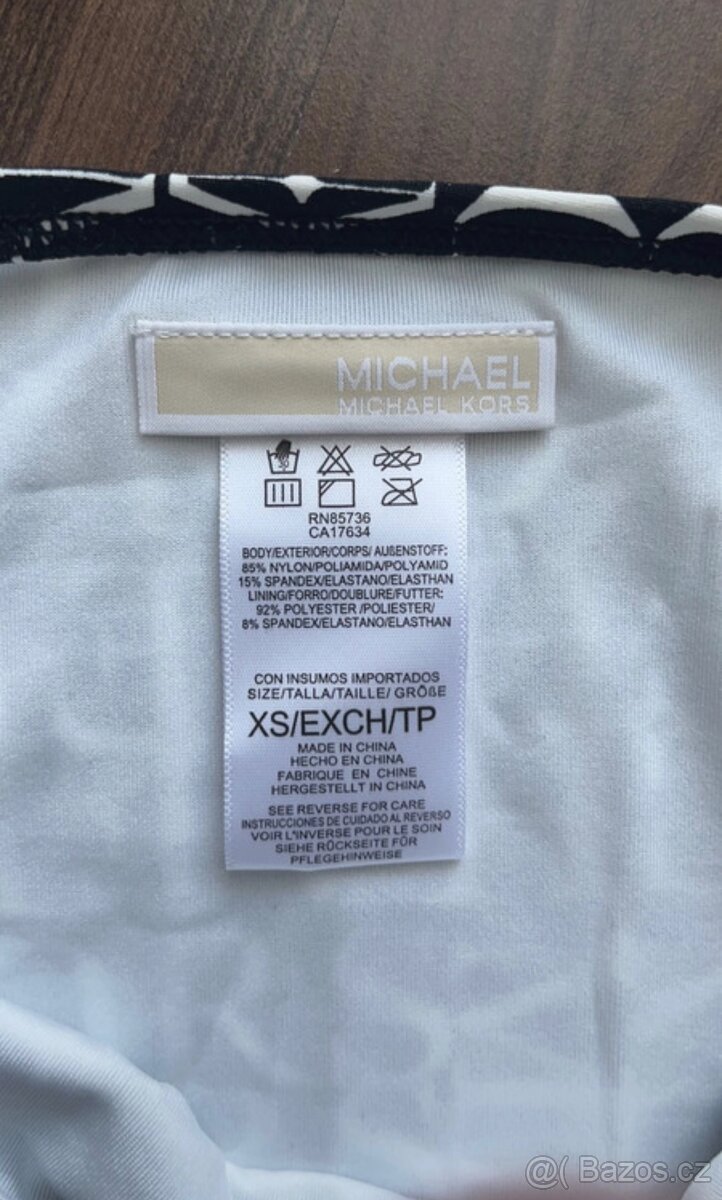 MICHAEL
MICHAEL KORS
30
RN85736
CA17634
BODY/EXTERIOR/CORPS/ AUßENSTOFF:
85% NYLON/POLIAMIDA/POLYAMID
15% SPANDEX/ELASTANO/ELASTHAN
LINING/FORRO/DOUBLURE/FUTTER:
92% POLYESTER /POLIESTER/
8% SPANDEX/ELASTANO/ELASTHAN
CON INSUMOS IMPORTADOS
SIZE/TALLA/TAILLE/ GRÖßE
XS/EXCH/TP
MADE IN CHINA
HECHO EN CHINA
FABRIQUE EN CHINE
HERGESTELLT IN CHINA
SEE REVERSE FOR CARE
INSTRUCCIONES DE CUIDADO AL REVERSO
VOIR L'INVERSE POUR LE SOIN
SIEHE RÜCKSEITE FÜR
PFLEGEHINWEISE
@( Bazos.cz